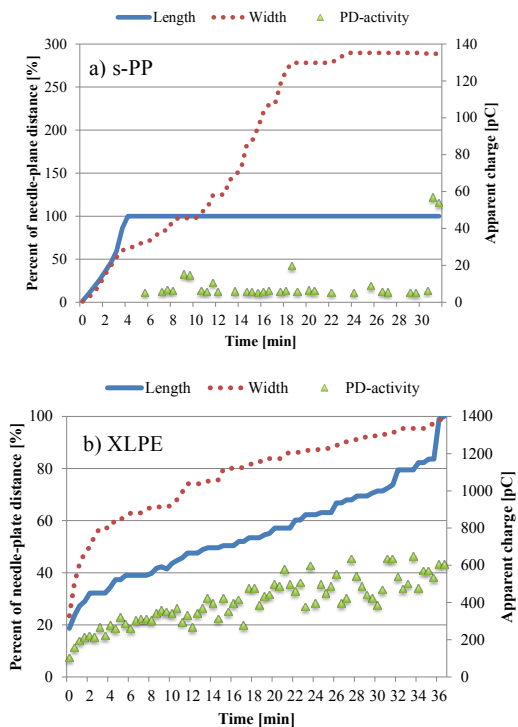 Length Width PD-activity
a) s-PP
Percent of needle-plane distance [%]
300
250
200
150
100
50
0
Apparent charge [pC]
140
120
100
80
60
40
20
0
0 2 4 6 8 10 12 14 16 18 20 22 24 26 28 30
Time [min]
Length Width PD-activity
b) XLPE
Percent of needle-plate distance [%]
100
80
60
40
20
0
Apparent charge [pC]
1400
1200
1000
800
600
400
200
0
0 2 4 6 8 10 12 14 16 18 20 22 24 26 28 30 32 34 36
Time [min]